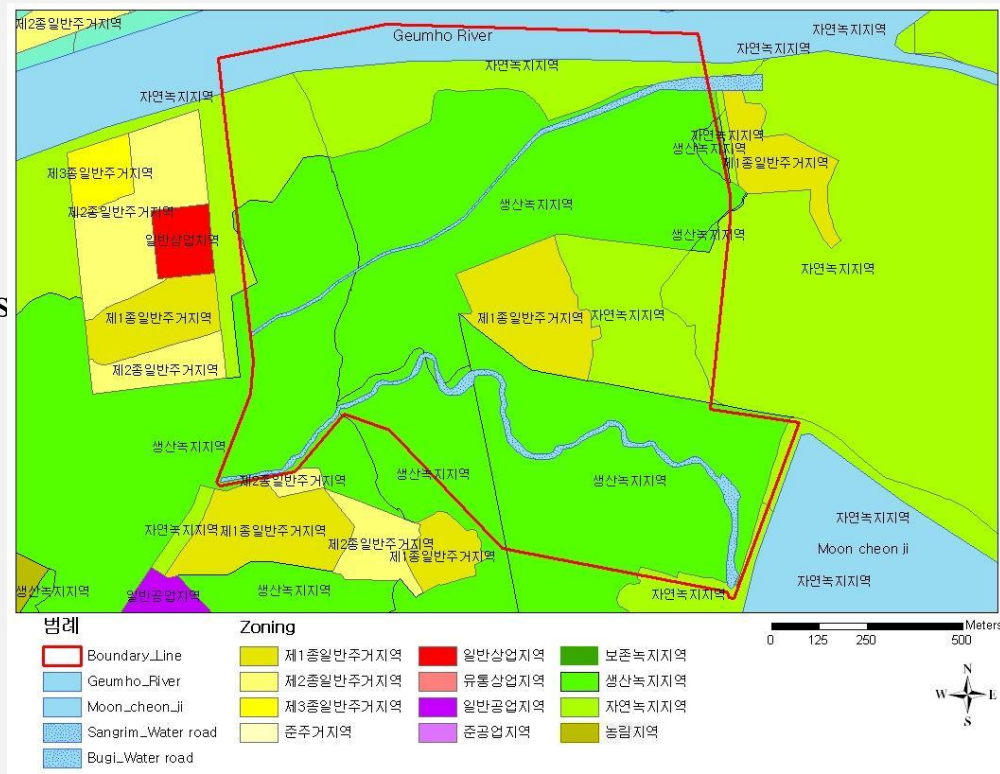 제2종일반주거지역
Geumho River
자연녹지지역
자연녹지지역
자연녹지지역
자연녹지지역
자연녹지지역
생산녹지지역
제1종일반주거지역
제3종일반주거지역
제2종일반주거지역
생산녹지지역
일반상업지역
생산녹지지역
자연녹지지역
S
제1종일반주거지역
제1종일반주거지역
자연녹지지역
제2종일반주거지역
생산녹지지역
생산녹지지역
생산녹지지역
제2종일반주거지역
자연녹지지역
제1종일반주거지역
자연녹지지역
제2종일반주거지역
Moon cheon ji
제1종일반주거지역
생산녹지지역
일반공업지역
생산녹지지역
자연녹지지역
자연녹지지역
범례
Boundary_Line
Geumho_River
Moon_cheon_ji
Sangrim_Water road
Bugi_Water road
Zoning
제1종일반주거지역
제2종일반주거지역
제3종일반주거지역
준주거지역
일반상업지역
유통상업지역
일반공업지역
준공업지역
보존녹지지역
생산녹지지역
자연녹지지역
농림지역
Meters
0 125 250 500
N
W E
S